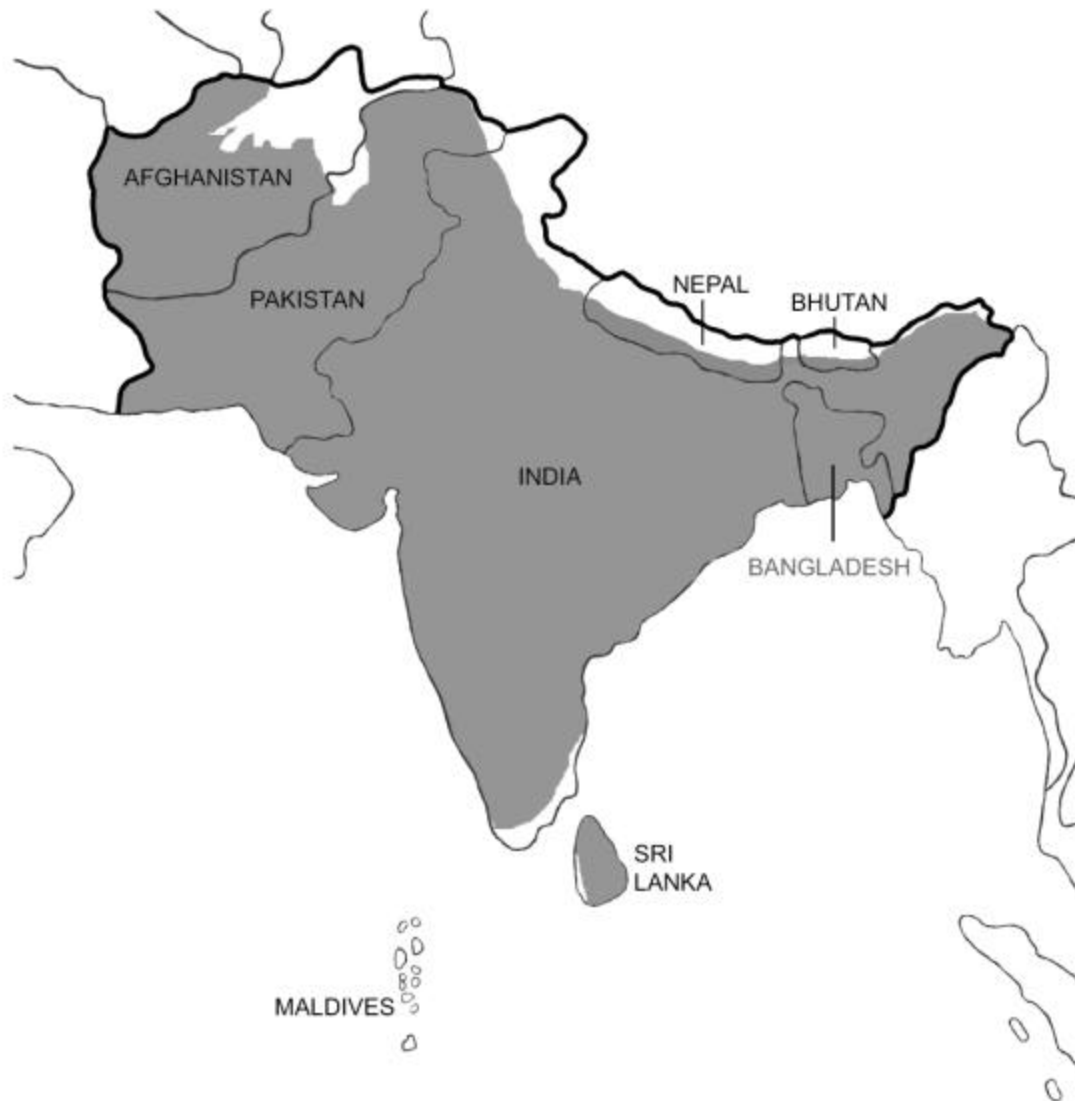 AFGHANISTAN
PAKISTAN
NEPAL
BHUTAN
INDIA
BANGLADESH
SRI
LANKA
MALDIVES